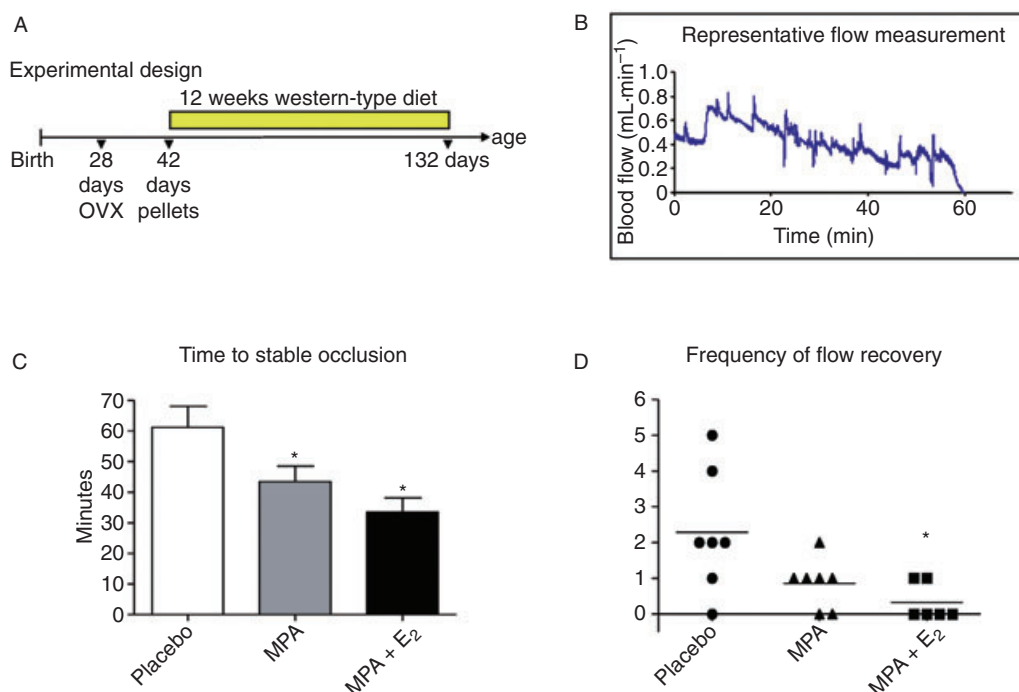 A
Experimental design
12 weeks western-type diet
age
Birth 28 42 132 days
days days
OVX pellets
B
Representative flow measurement
Blood flow (mL·min⁻¹)
1.0
0.8
0.6
0.4
0.2
0
0 20 40 60
Time (min)
C
Time to stable occlusion
Minutes
70
60
50
40
30
20
10
0
* *
Placebo MPA MPA + E₂
D
Frequency of flow recovery
6
5
4
3
2
1
0
*
Placebo MPA MPA + E₂